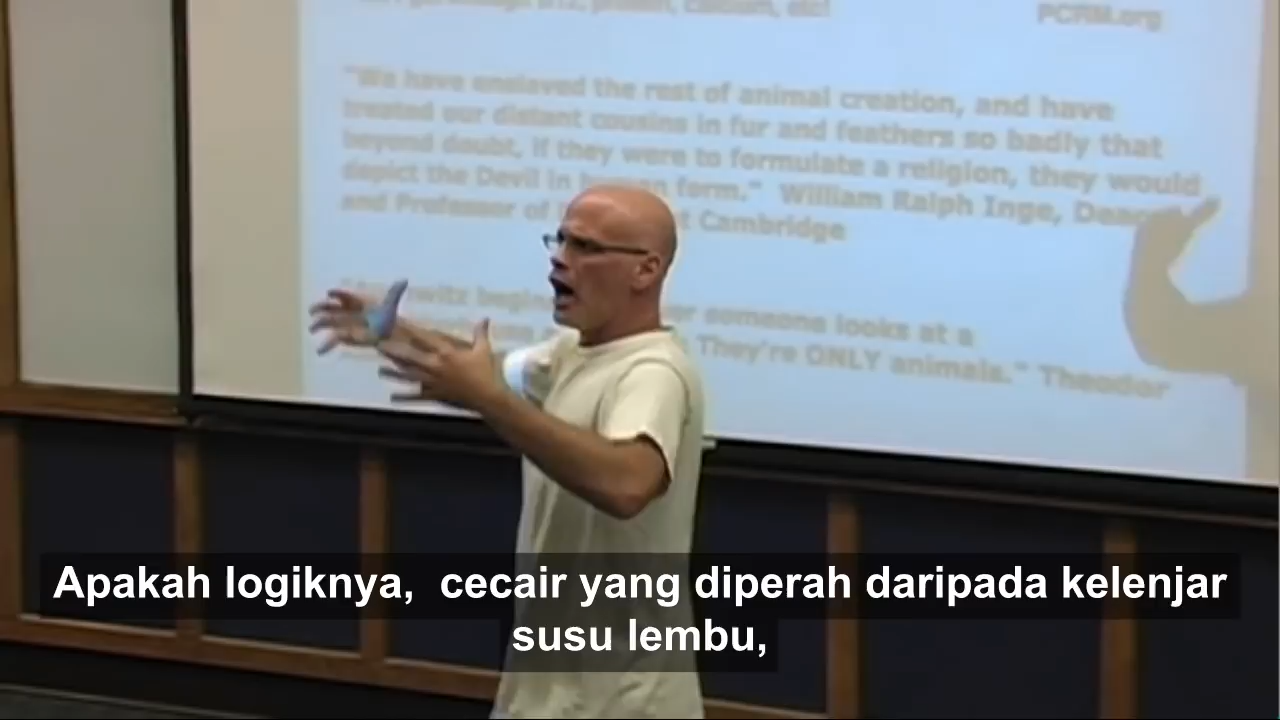 PCRM.org
"We have enslaved the rest of animal creation, and have
treated our distant cousins in fur and feathers so badly that
beyond doubt, if they were to formulate a religion, they would
depict the Devil in human form." William Ralph Inge,
and Professor of Cambridge
someone looks at a
They're ONLY animals." Theodor
Apakah logiknya, cecair yang diperah daripada kelenjar
susu lembu,